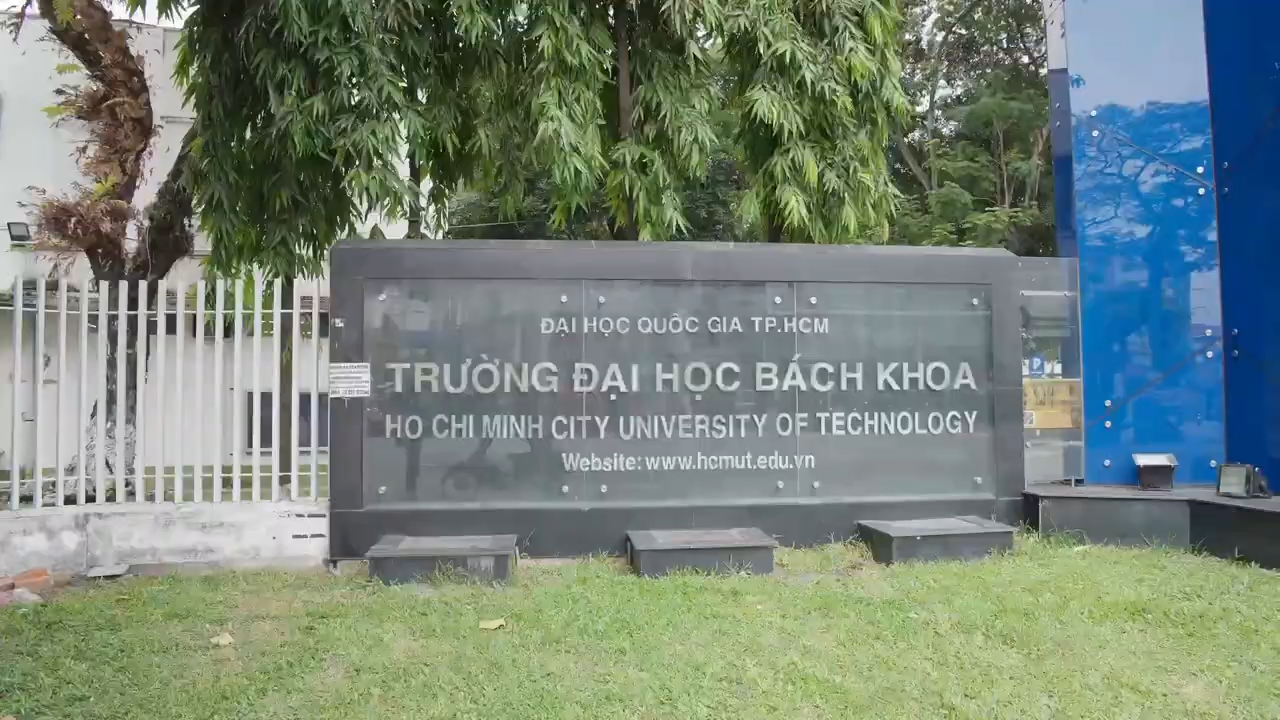 ĐẠI HỌC QUỐC GIA TP.HCM
TRƯỜNG ĐẠI HỌC BÁCH KHOA
HO CHI MINH CITY UNIVERSITY OF TECHNOLOGY
Website: www.hcmut.edu.vn
P